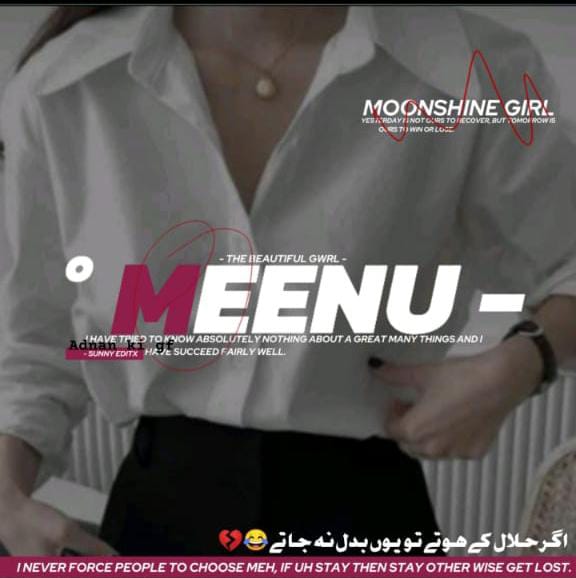 MOONSHINE GIRL
YESTERDAY IS NOT OURS TO RECOVER, BUT TOMORROW IS
OURS TO WIN OR LOSE.
- THE BEAUTIFUL GWRL -
° MEENU -
I HAVE TRIED TO KNOW ABSOLUTELY NOTHING ABOUT A GREAT MANY THINGS AND I
Adnan_ki_gf
- SUNNY EDITX
HAVE SUCCEED FAIRLY WELL.
اگر حلال کے ھوتے تو یوں بدل نہ جاتے 😂💔
I NEVER FORCE PEOPLE TO CHOOSE MEH, IF UH STAY THEN STAY OTHER WISE GET LOST.